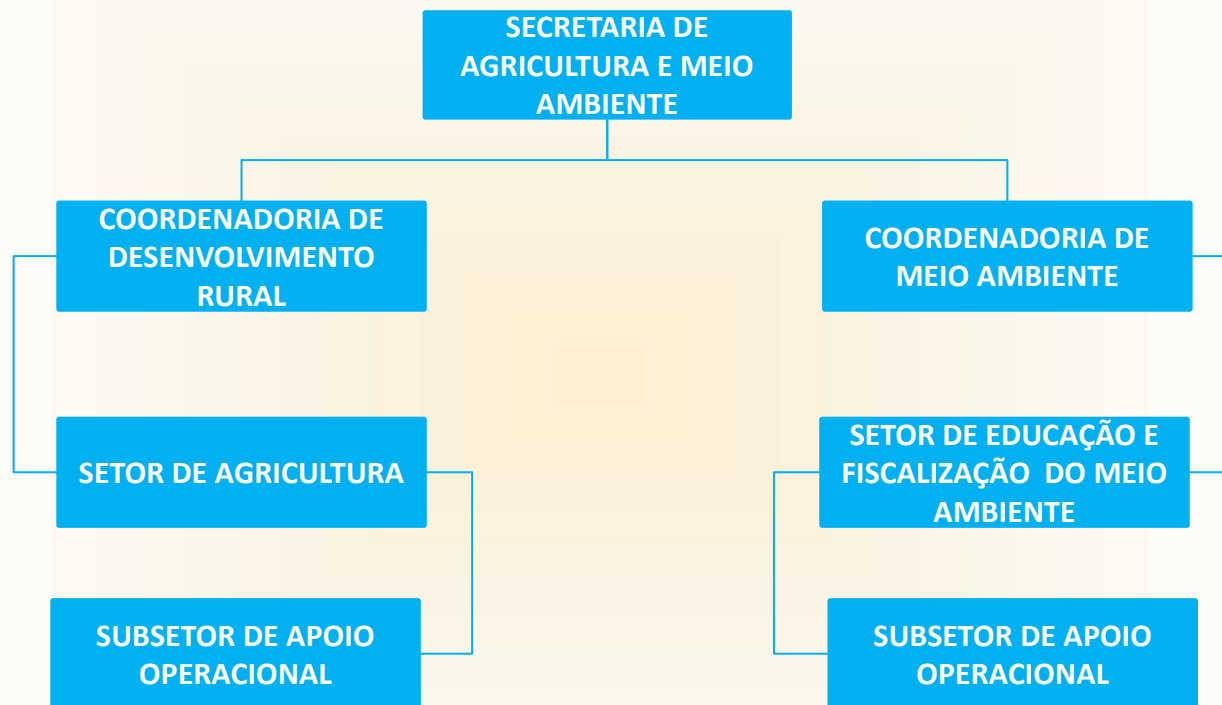 SECRETARIA DE
AGRICULTURA E MEIO
AMBIENTE
COORDENADORIA DE
DESENVOLVIMENTO
RURAL
COORDENADORIA DE
MEIO AMBIENTE
SETOR DE AGRICULTURA
SETOR DE EDUCAÇÃO E
FISCALIZAÇÃO  DO MEIO
AMBIENTE
SUBSETOR DE APOIO
OPERACIONAL
SUBSETOR DE APOIO
OPERACIONAL